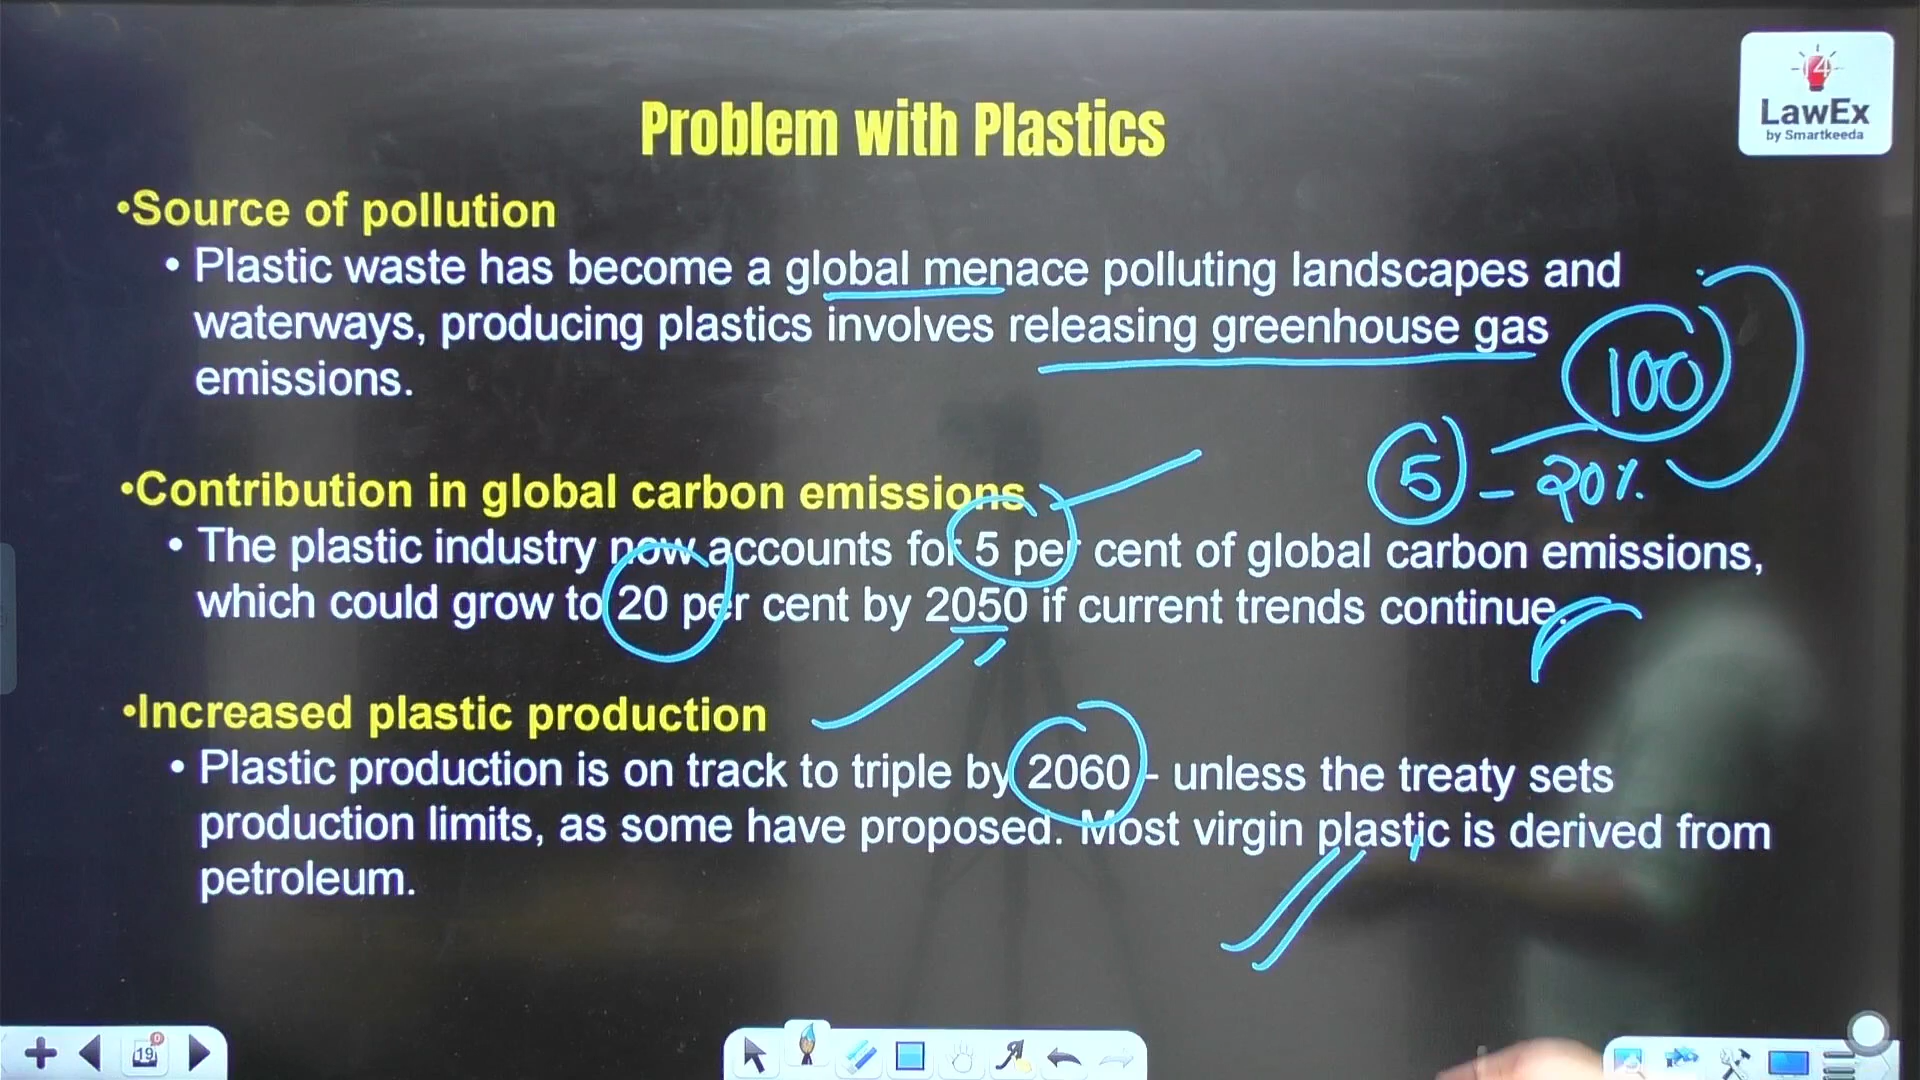 14
LawEx
by Smartkeeda
Problem with Plastics
•Source of pollution
• Plastic waste has become a global menace polluting landscapes and
waterways, producing plastics involves releasing greenhouse gas
emissions.
100
5 - 20%
•Contribution in global carbon emissions
• The plastic industry now accounts for 5 per cent of global carbon emissions,
which could grow to 20 per cent by 2050 if current trends continue.
•Increased plastic production
• Plastic production is on track to triple by 2060 - unless the treaty sets
production limits, as some have proposed. Most virgin plastic is derived from
petroleum.
0
19